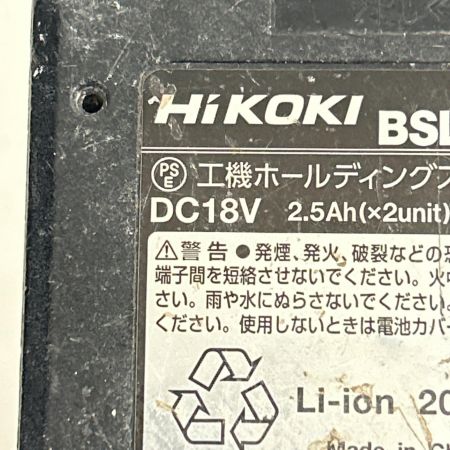 HiKOKI BSL
PSE 工機ホールディングス
DC18V 2.5Ah(×2unit)
⚠警告 ●発煙、発火、破裂などの
端子間を短絡させないでください。火
さい。雨や水にぬらさないでください。
ください。使用しないときは電池カバー
Li-ion 20
Made in